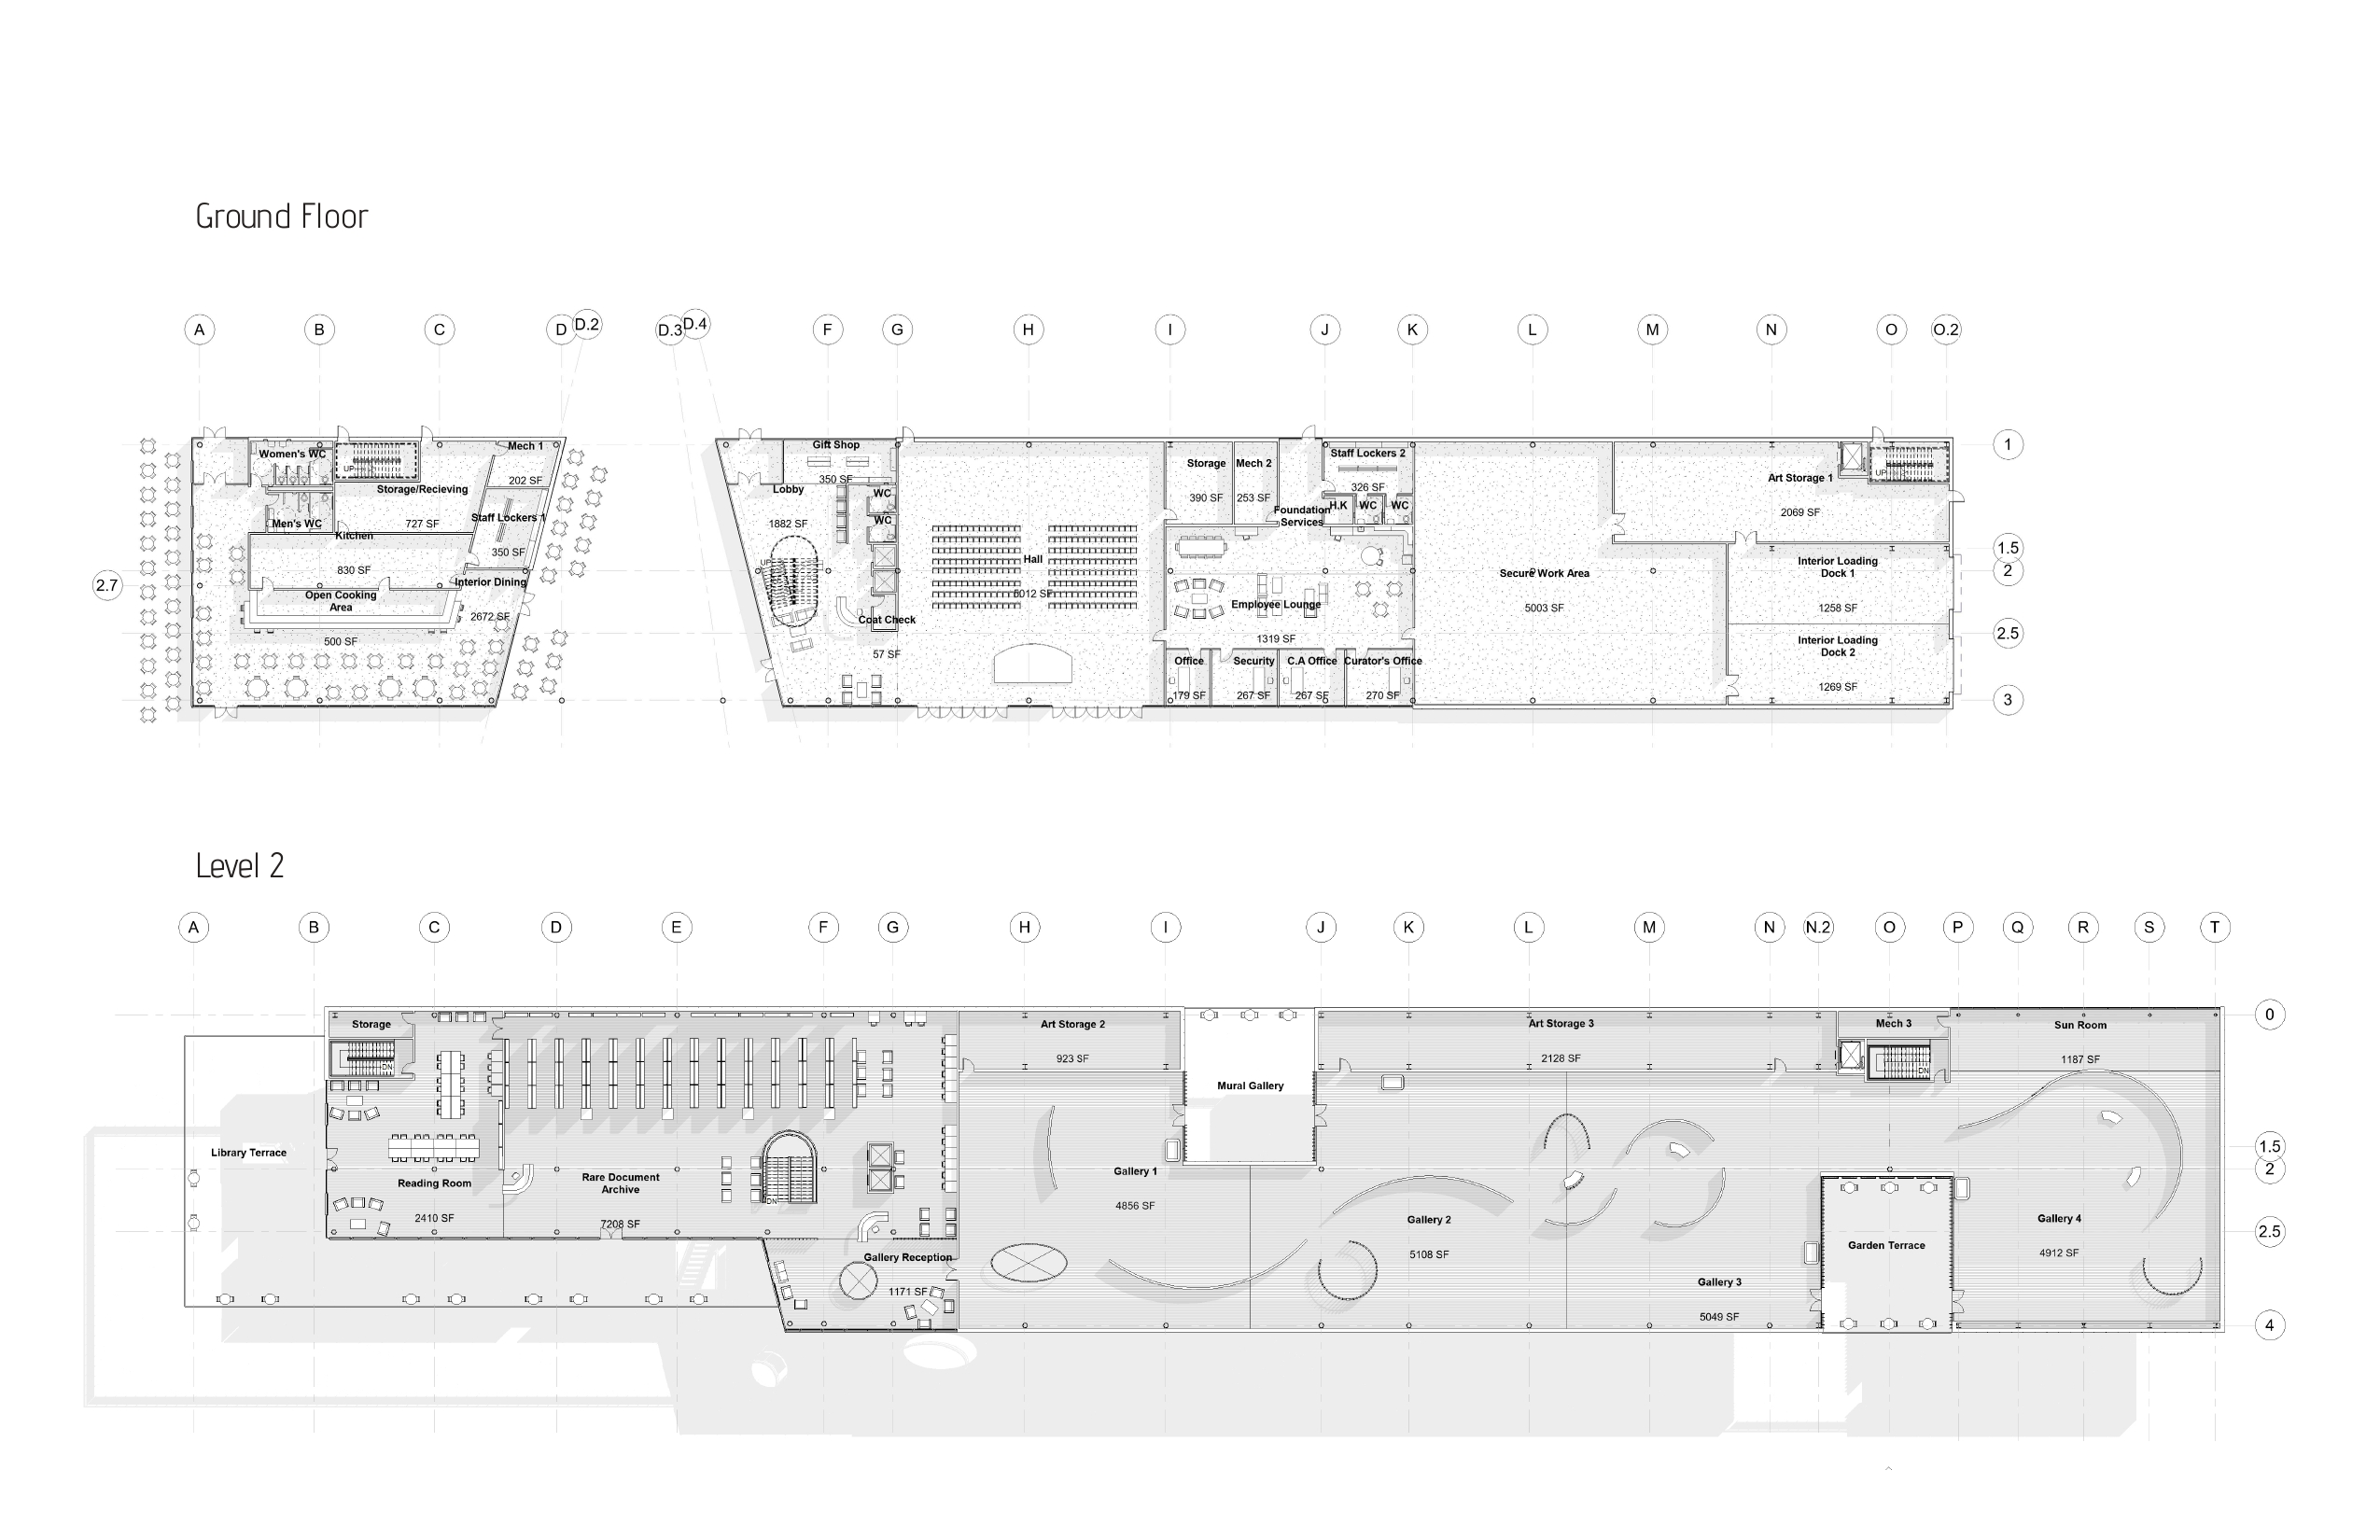 Ground Floor
A
B
C
D
D.2
D.3
D.4
F
G
H
I
J
K
L
M
N
O
O.2
1
1.5
2
2.5
3
2.7
Women's WC
UP
Mech 1
202 SF
Storage/Recieving
727 SF
Men's WC
Staff Lockers 1
350 SF
Kitchen
830 SF
Interior Dining
2672 SF
Open Cooking
Area
500 SF
Gift Shop
350 SF
Lobby
1882 SF
WC
WC
UP
Coat Check
57 SF
Hall
5012 SF
Storage
390 SF
Mech 2
253 SF
Foundation
Services
Staff Lockers 2
326 SF
H.K
WC
WC
Employee Lounge
1319 SF
Office
179 SF
Security
267 SF
C.A Office
267 SF
Curator's Office
270 SF
Secure Work Area
5003 SF
Art Storage 1
2069 SF
UP
Interior Loading
Dock 1
1258 SF
Interior Loading
Dock 2
1269 SF
Level 2
A
B
C
D
E
F
G
H
I
J
K
L
M
N
N.2
O
P
Q
R
S
T
0
1.5
2
2.5
4
Storage
DN
Library Terrace
Reading Room
2410 SF
Rare Document
Archive
7208 SF
DN
Gallery Reception
1171 SF
Art Storage 2
923 SF
Gallery 1
4856 SF
Mural Gallery
Art Storage 3
2128 SF
Gallery 2
5108 SF
Gallery 3
5049 SF
Mech 3
DN
Garden Terrace
Sun Room
1187 SF
Gallery 4
4912 SF